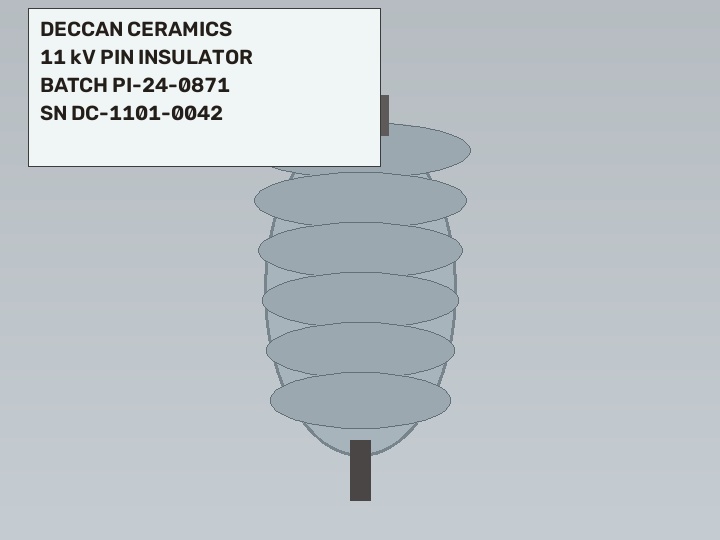 DECCAN CERAMICS
11 kV PIN INSULATOR
BATCH PI-24-0871
SN DC-1101-0042